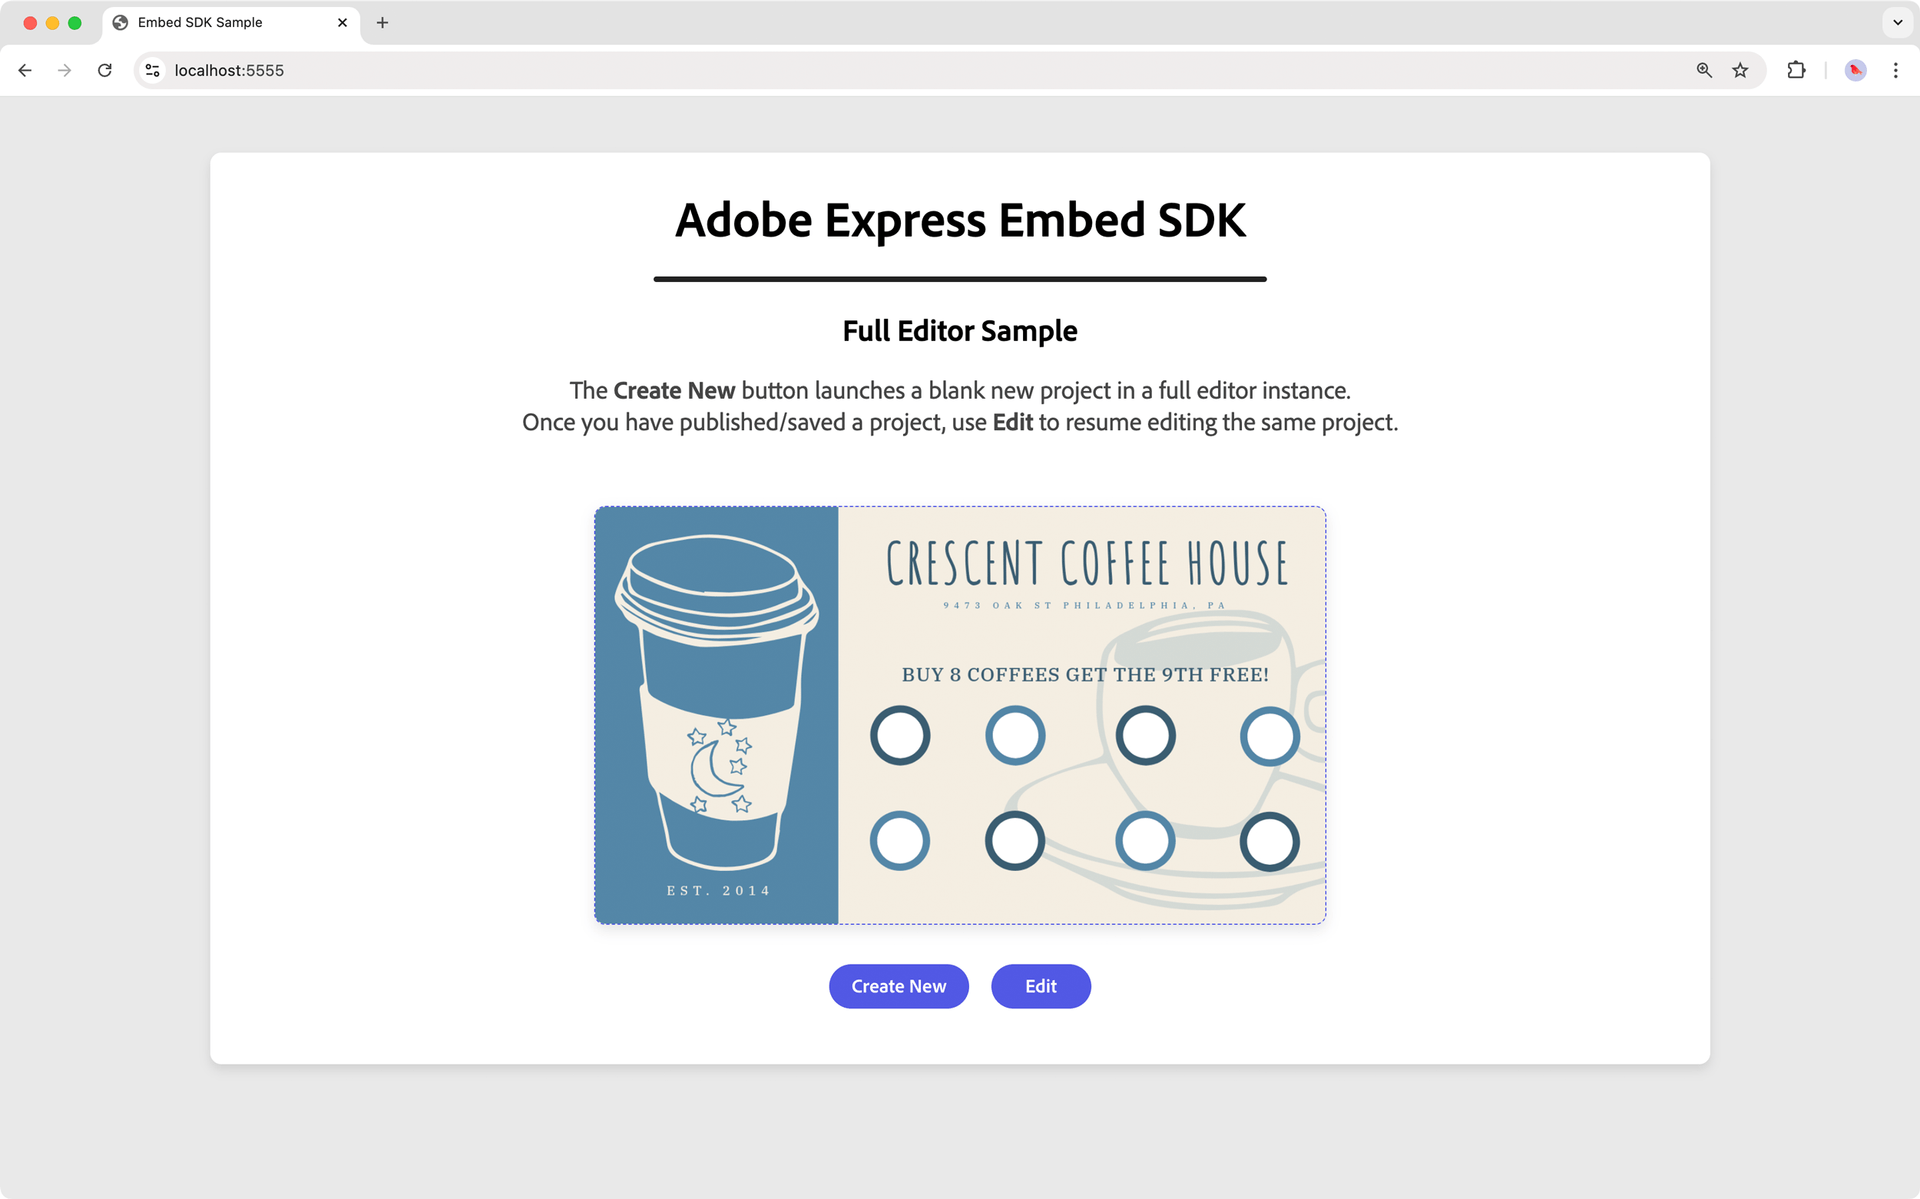 Embed SDK Sample
localhost:5555
Adobe Express Embed SDK
Full Editor Sample
The Create New button launches a blank new project in a full editor instance.
Once you have published/saved a project, use Edit to resume editing the same project.
CRESCENT COFFEE HOUSE
9473 OAK ST PHILADELPHIA, PA
BUY 8 COFFEES GET THE 9TH FREE!
EST. 2014
Create New
Edit